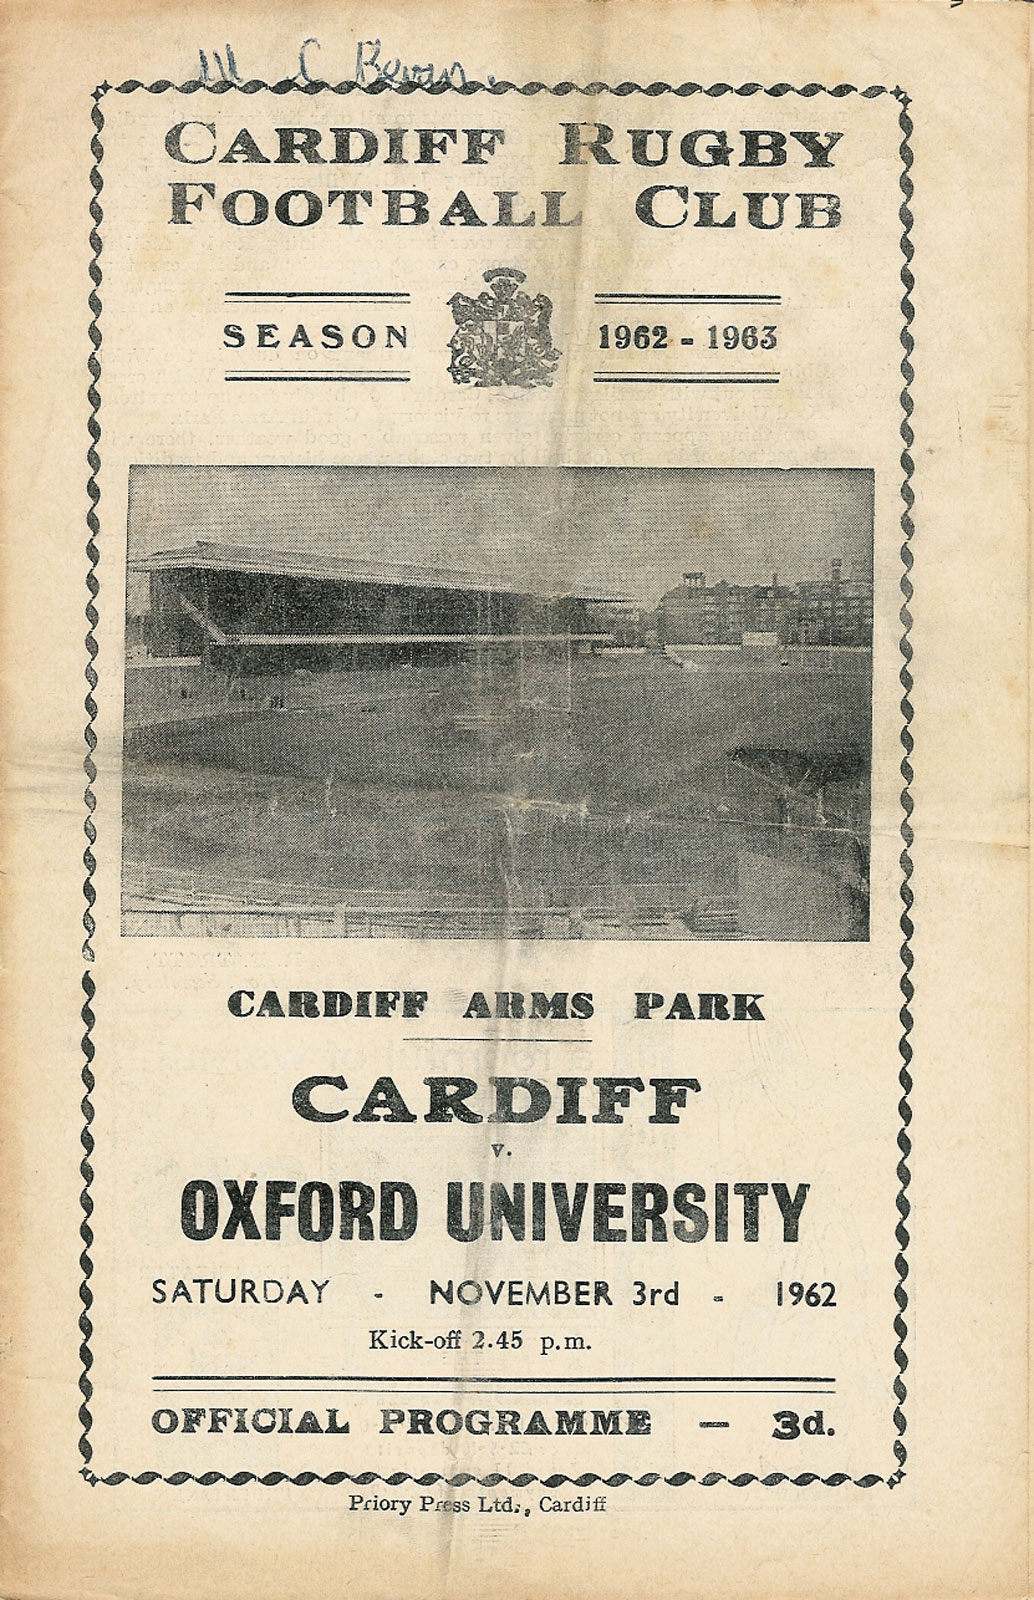 M C Bevan.
CARDIFF RUGBY
FOOTBALL CLUB
SEASON 1962 - 1963
CARDIFF ARMS PARK
CARDIFF
v.
OXFORD UNIVERSITY
SATURDAY - NOVEMBER 3rd - 1962
Kick-off 2.45 p.m.
OFFICIAL PROGRAMME — 3d.
Priory Press Ltd., Cardiff